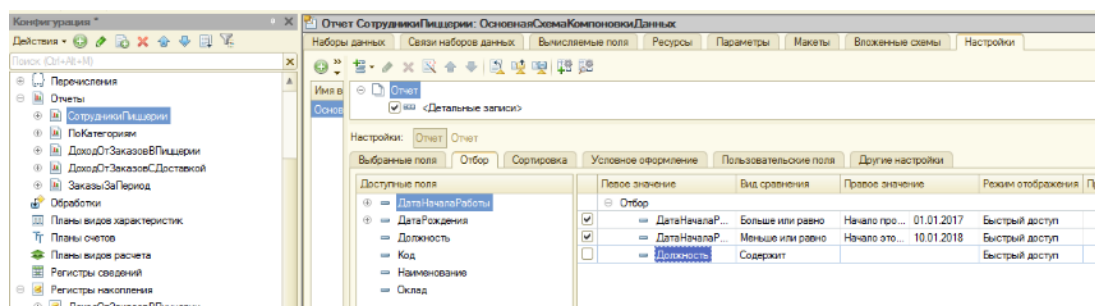 Конфигурация *
Действия
Поиск (Ctrl+Alt+M)
Перечисления
Отчеты
СотрудникиПиццерии
ПоКатегориям
ДоходОтЗаказовВПиццерии
ДоходОтЗаказовСДоставкой
ЗаказыЗаПериод
Обработки
Планы видов характеристик
Планы счетов
Планы видов расчета
Регистры сведений
Регистры накопления
Отчет СотрудникиПиццерии: ОсновнаяСхемаКомпоновкиДанных
Наборы данных Связи наборов данных Вычисляемые поля Ресурсы Параметры Макеты Вложенные схемы Настройки
Имя в
Основ
Отчет
<Детальные записи>
Настройки: Отчет Отчет
Выбранные поля Отбор Сортировка Условное оформление Пользовательские поля Другие настройки
Доступные поля
ДатаНачалаРаботы
ДатаРождения
Должность
Код
Наименование
Оклад
Левое значение Вид сравнения Правое значение Режим отображения П
Отбор
ДатаНачалаР... Больше или равно Начало про... 01.01.2017 Быстрый доступ
ДатаНачалаР... Меньше или равно Начало это... 10.01.2018 Быстрый доступ
Должность Содержит Быстрый доступ